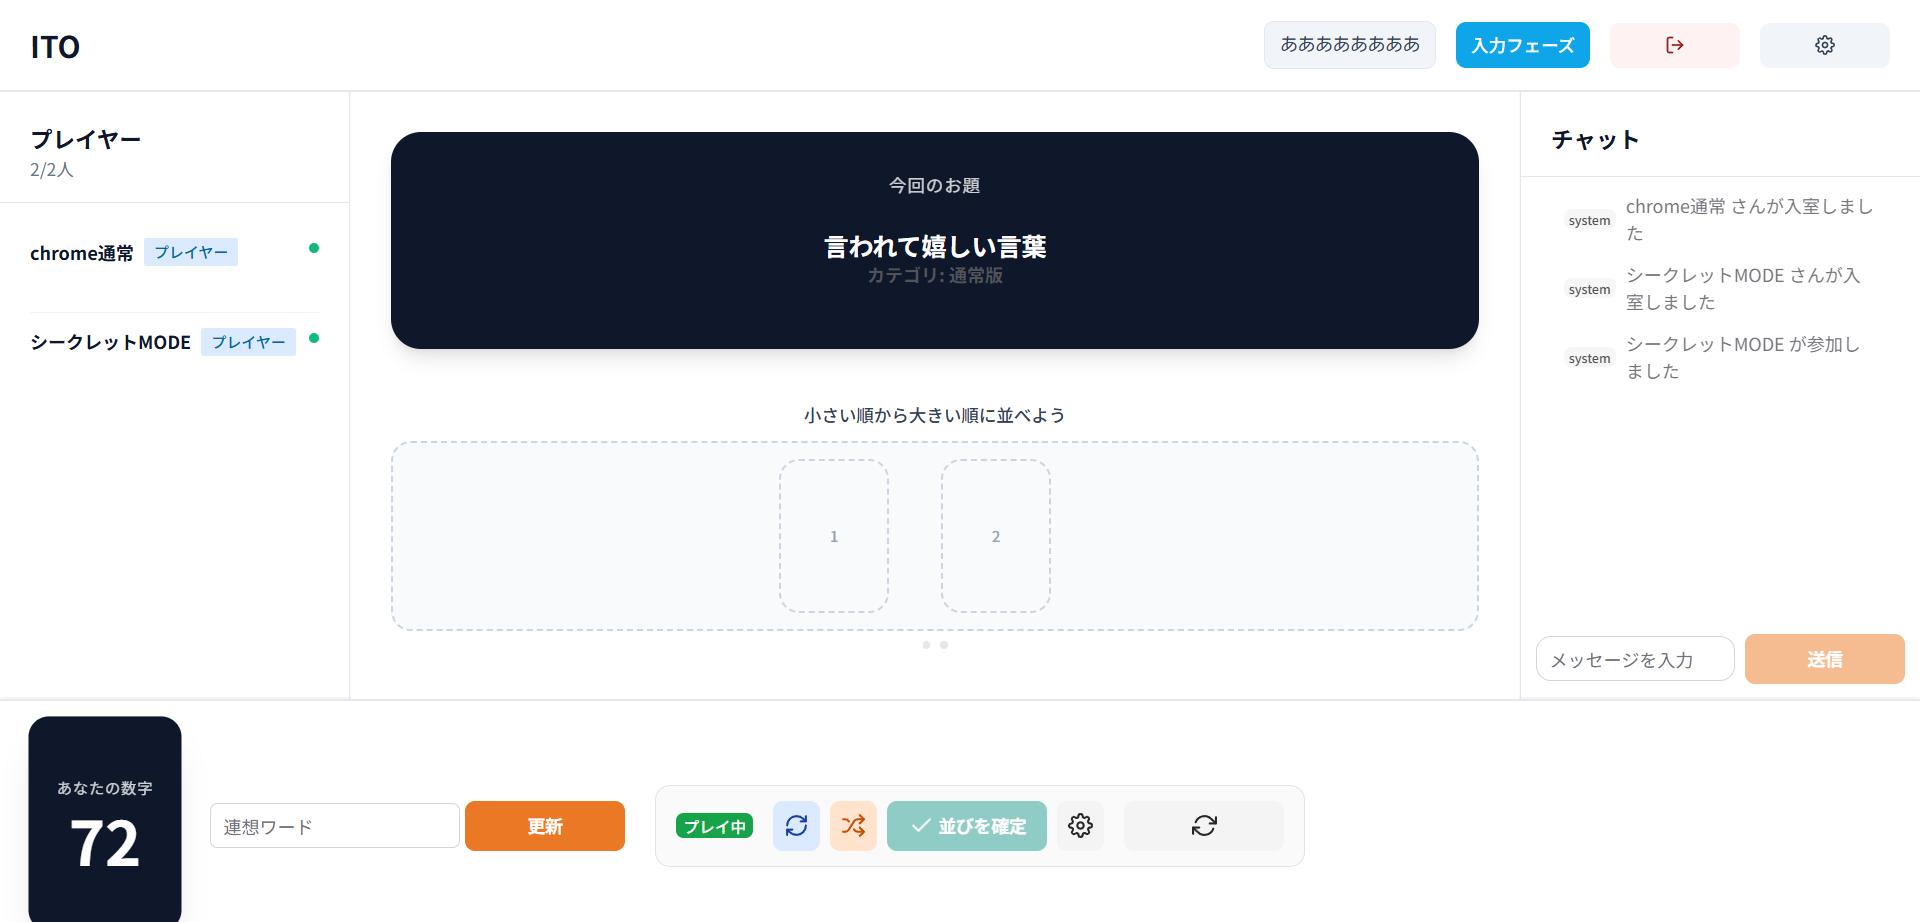 ITO
ああああああああ
入力フェーズ
プレイヤー
2/2人
chrome通常 プレイヤー
シークレットMODE プレイヤー
今回のお題
言われて嬉しい言葉
カテゴリ: 通常版
小さい順から大きい順に並べよう
1
2
チャット
system chrome通常 さんが入室しまし
た
system シークレットMODE さんが入
室しました
system シークレットMODE が参加し
ました
メッセージを入力
送信
あなたの数字
72
連想ワード
更新
プレイ中
並びを確定